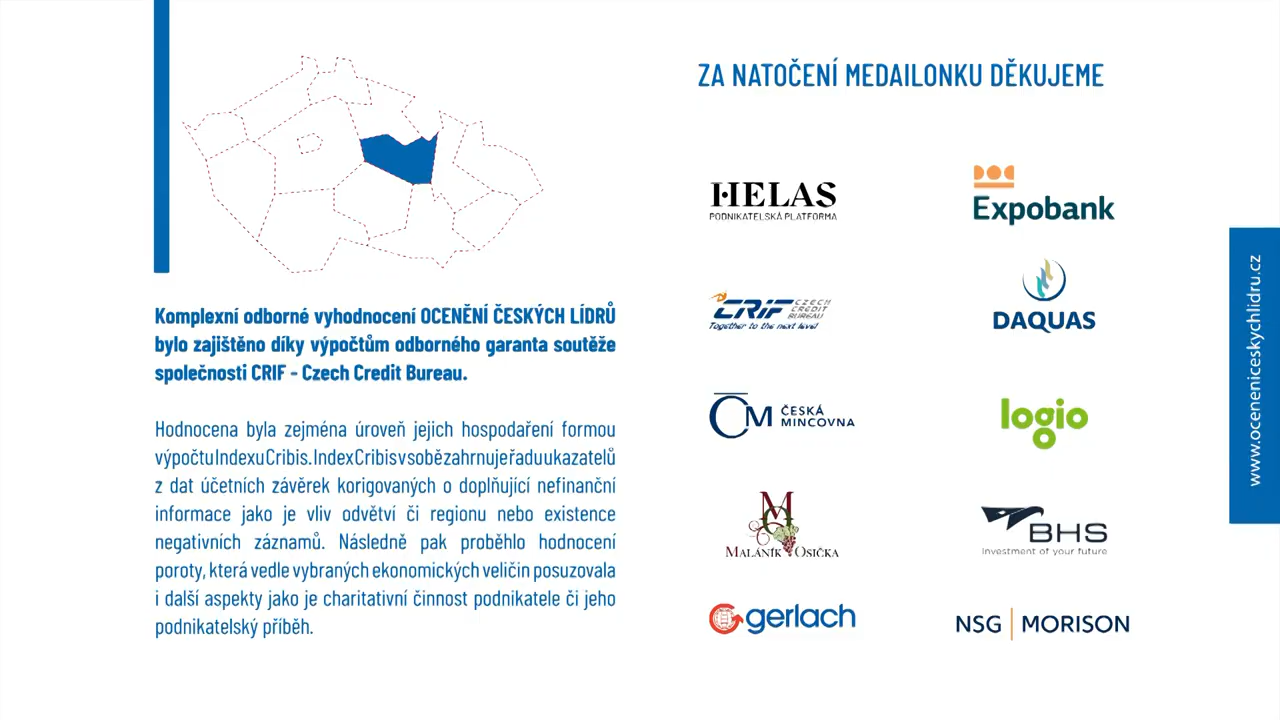 Komplexní odborné vyhodnocení OCENĚNÍ ČESKÝCH LÍDRŮ
bylo zajištěno díky výpočtům odborného garanta soutěže
společnosti CRIF - Czech Credit Bureau.
Hodnocena byla zejména úroveň jejich hospodaření formou
výpočtu Indexu Cribis. Index Cribis v sobě zahrnuje řadu ukazatelů
z dat účetních závěrek korigovaných o doplňující nefinanční
informace jako je vliv odvětví či regionu nebo existence
negativních záznamů. Následně pak proběhlo hodnocení
poroty, která vedle vybraných ekonomických veličin posuzovala
i další aspekty jako je charitativní činnost podnikatele či jeho
podnikatelský příběh.
ZA NATOČENÍ MEDAILONKU DĚKUJEME
HELAS
PODNIKATELSKÁ PLATFORMA
Expobank
CRIF CZECH
CREDIT
BUREAU
Together to the next level
DAQUAS
ČM ČESKÁ
MINCOVNA
logio
MO
MALÁNÍK OSIČKA
BHS
Investment of your future
gerlach
NSG | MORISON
www.oceneniceskychlidru.cz